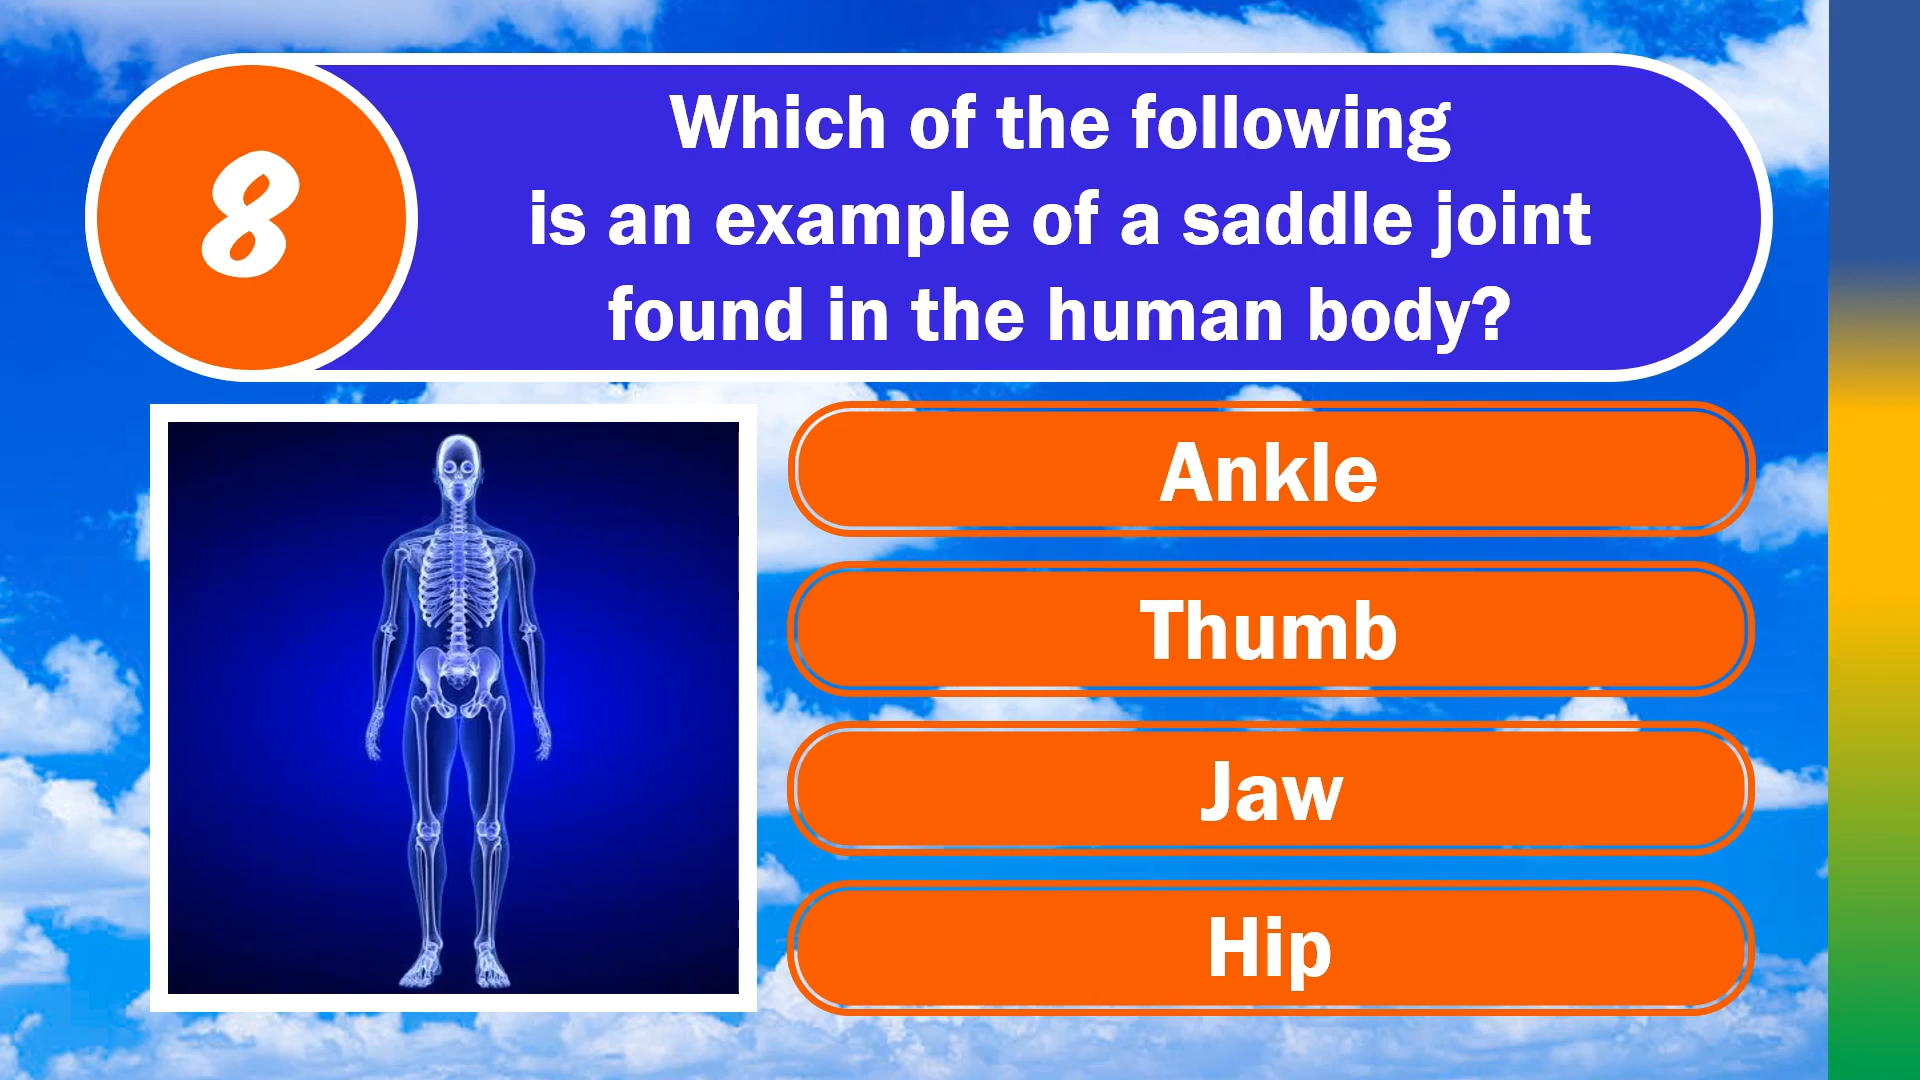 8
Which of the following
is an example of a saddle joint
found in the human body?
Ankle
Thumb
Jaw
Hip